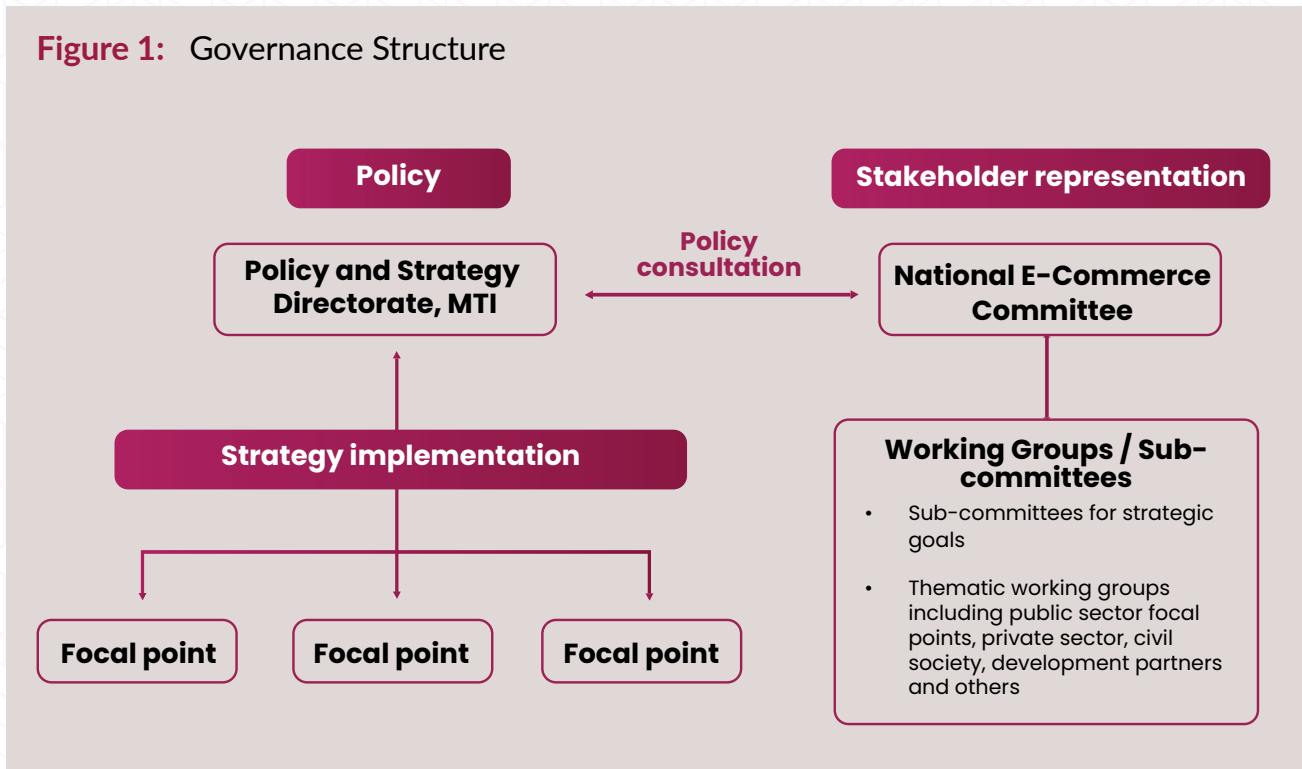 Figure 1: Governance Structure
Policy
Stakeholder representation
Policy and Strategy
Directorate, MTI
Policy
consultation
National E-Commerce
Committee
Strategy implementation
Focal point
Focal point
Focal point
Working Groups / Sub-
committees
• Sub-committees for strategic
goals
• Thematic working groups
including public sector focal
points, private sector, civil
society, development partners
and others